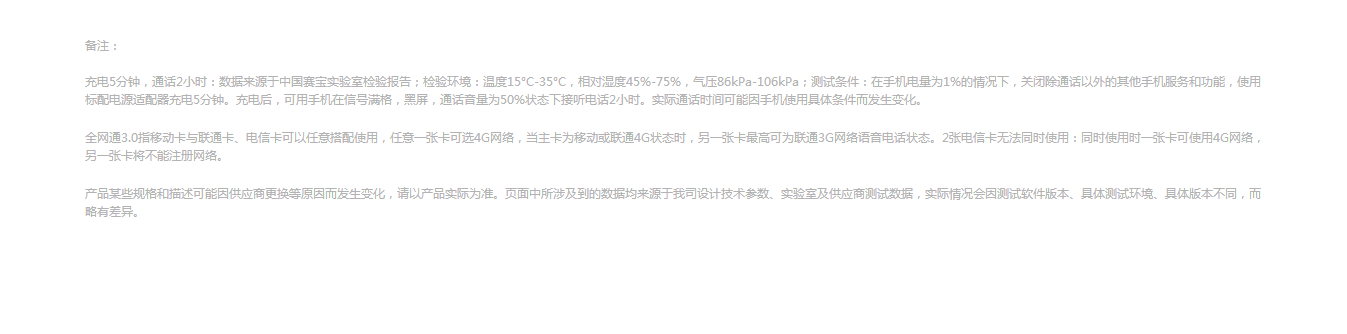 备注：
充电5分钟，通话2小时：数据来源于中国赛宝实验室检验报告；检验环境：温度15°C-35°C，相对湿度45%-75%，气压86kPa-106kPa；测试条件：在手机电量为1%的情况下，关闭除通话以外的其他手机服务和功能，使用
标配电源适配器充电5分钟。充电后，可用手机在信号满格，黑屏，通话音量为50%状态下接听电话2小时。实际通话时间可能因手机使用具体条件而发生变化。
全网通3.0指移动卡与联通卡、电信卡可以任意搭配使用，任意一张卡可选4G网络，当主卡为移动或联通4G状态时，另一张卡最高可为联通3G网络语音电话状态。2张电信卡无法同时使用：同时使用时一张卡可使用4G网络，
另一张卡将不能注册网络。
产品某些规格和描述可能因供应商更换等原因而发生变化，请以产品实际为准。页面中所涉及到的数据均来源于我司设计技术参数、实验室及供应商测试数据，实际情况会因测试软件版本、具体测试环境、具体版本不同，而
略有差异。